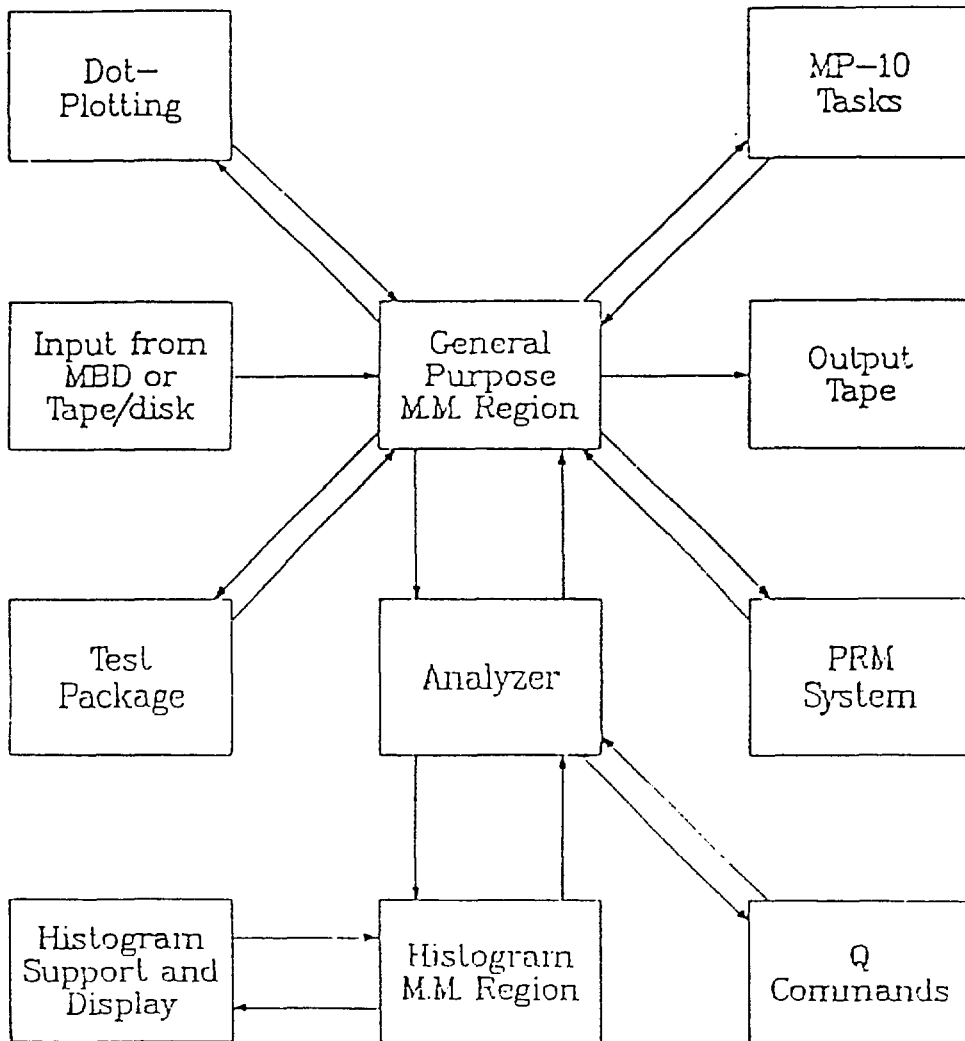 Dot-
Plotting
MP-10
Tasks
Input from
MBD or
Tape/disk
General
Purpose
M.M. Region
Output
Tape
Test
Package
Analyzer
PRM
System
Histogram
Support and
Display
Histogram
M.M. Region
Q
Commands